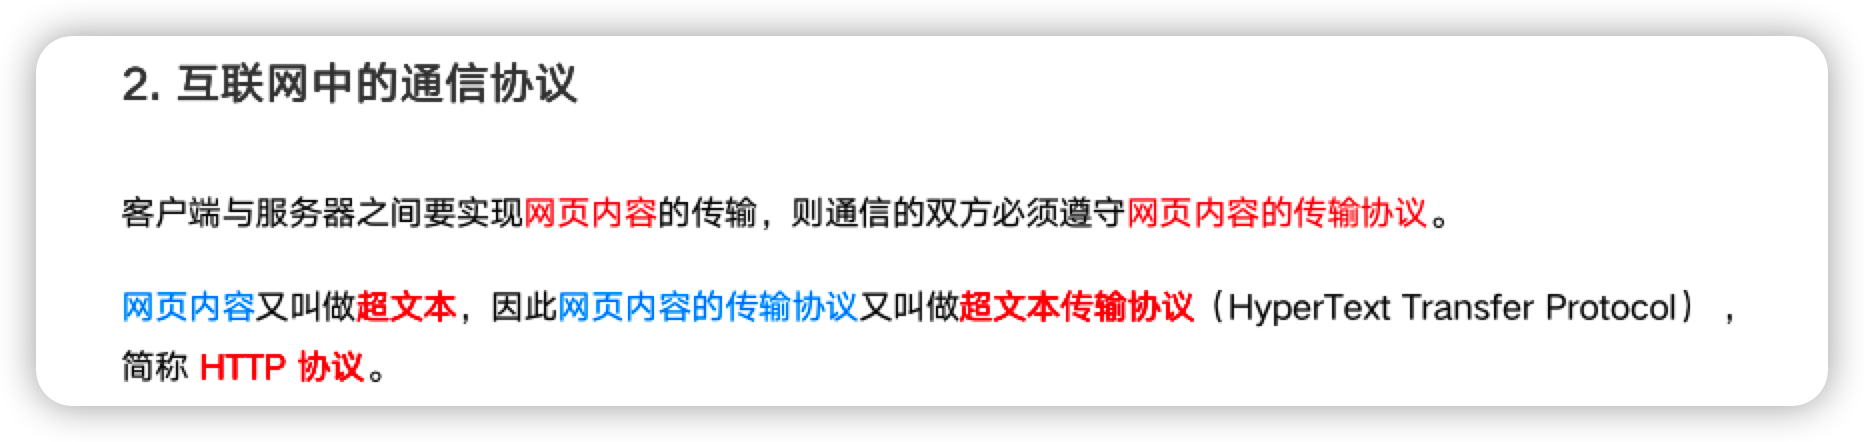 2. 互联网中的通信协议
客户端与服务器之间要实现网页内容的传输，则通信的双方必须遵守网页内容的传输协议。
网页内容又叫做超文本，因此网页内容的传输协议又叫做超文本传输协议（HyperText Transfer Protocol），
简称 HTTP 协议。